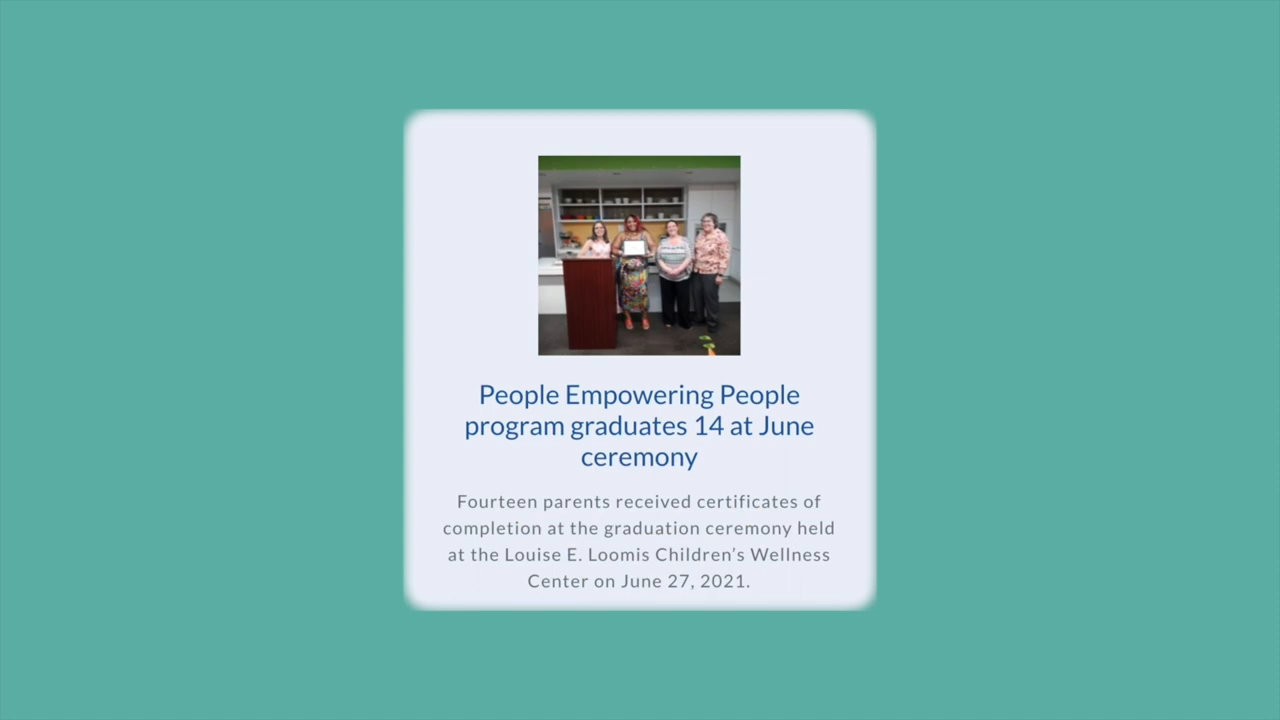 People Empowering People
program graduates 14 at June
ceremony
Fourteen parents received certificates of
completion at the graduation ceremony held
at the Louise E. Loomis Children’s Wellness
Center on June 27, 2021.